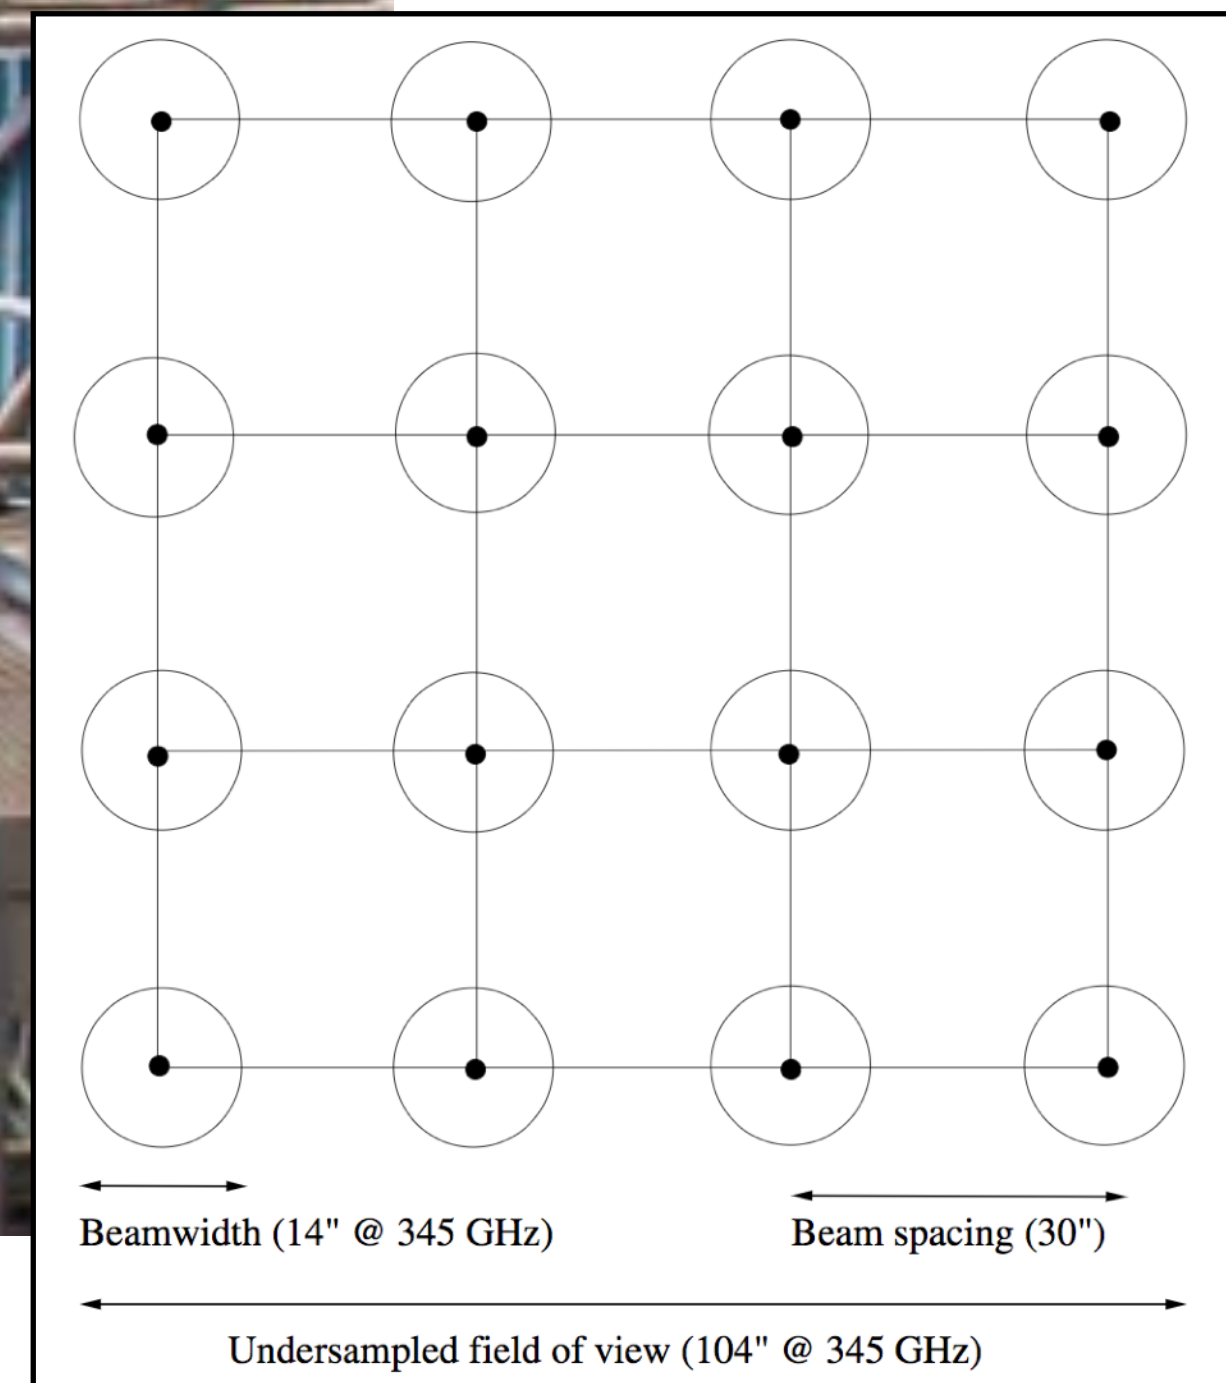 Beamwidth (14" @ 345 GHz)
Beam spacing (30")
Undersampled field of view (104" @ 345 GHz)